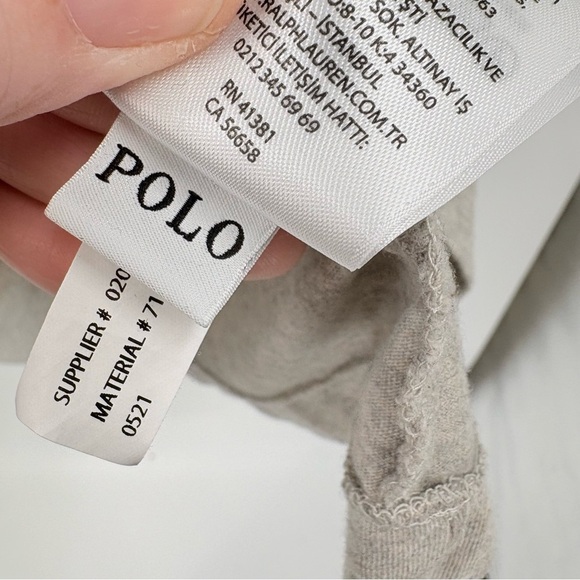 AZACILIK VE
ŞTİ
SOK. ALTINAY İŞ
O:8-10 K:4 34360
Lİ - İSTANBUL
.RALPHLAUREN.COM.TR
KETİCİ İLETİŞİM HATTI:
0212 345 69 69
RN 41381
CA 56658
POLO
SUPPLIER # 020
MATERIAL # 71
0521